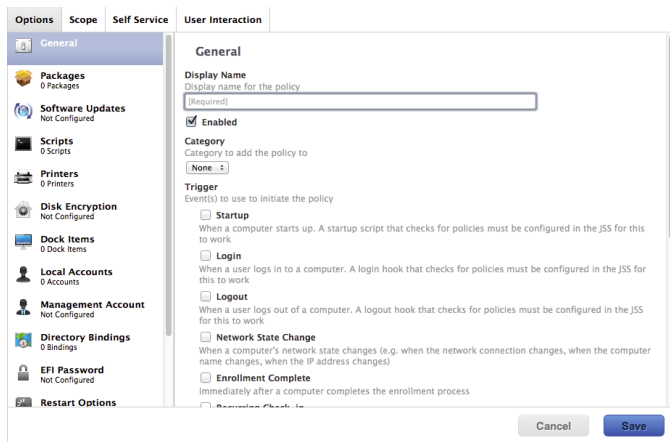 Options Scope Self Service User Interaction
General
Packages
0 Packages
Software Updates
Not Configured
Scripts
0 Scripts
Printers
0 Printers
Disk Encryption
Not Configured
Dock Items
0 Dock Items
Local Accounts
0 Accounts
Management Account
Not Configured
Directory Bindings
0 Bindings
EFI Password
Not Configured
Restart Options
General
Display Name
Display name for the policy
[Required]
Enabled
Category
Category to add the policy to
None
Trigger
Event(s) to use to initiate the policy
Startup
When a computer starts up. A startup script that checks for policies must be configured in the JSS for this
to work
Login
When a user logs in to a computer. A login hook that checks for policies must be configured in the JSS for
this to work
Logout
When a user logs out of a computer. A logout hook that checks for policies must be configured in the JSS
for this to work
Network State Change
When a computer's network state changes (e.g. when the network connection changes, when the computer
name changes, when the IP address changes)
Enrollment Complete
Immediately after a computer completes the enrollment process
Recurring Check-in
Cancel Save